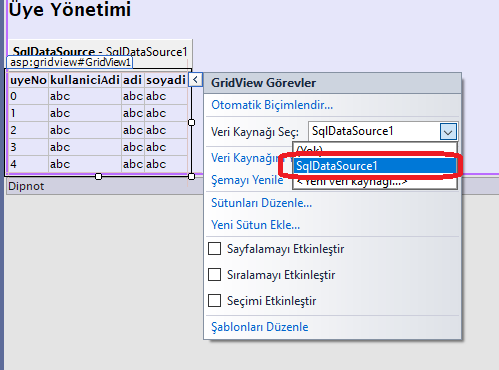 Üye Yönetimi
SqlDataSource - SqlDataSource1
asp:gridview#GridView1
uyeNo kullaniciAdi adi soyadi
0 abc abc abc
1 abc abc abc
2 abc abc abc
3 abc abc abc
4 abc abc abc
Dipnot
GridView Görevler
Otomatik Biçimlendir...
Veri Kaynağı Seç: SqlDataSource1
(Yok)
Veri Kaynağın
SqlDataSource1
Şemayı Yenile
<Yeni veri kaynağı...>
Sütunları Düzenle...
Yeni Sütun Ekle...
Sayfalamayı Etkinleştir
Sıralamayı Etkinleştir
Seçimi Etkinleştir
Şablonları Düzenle